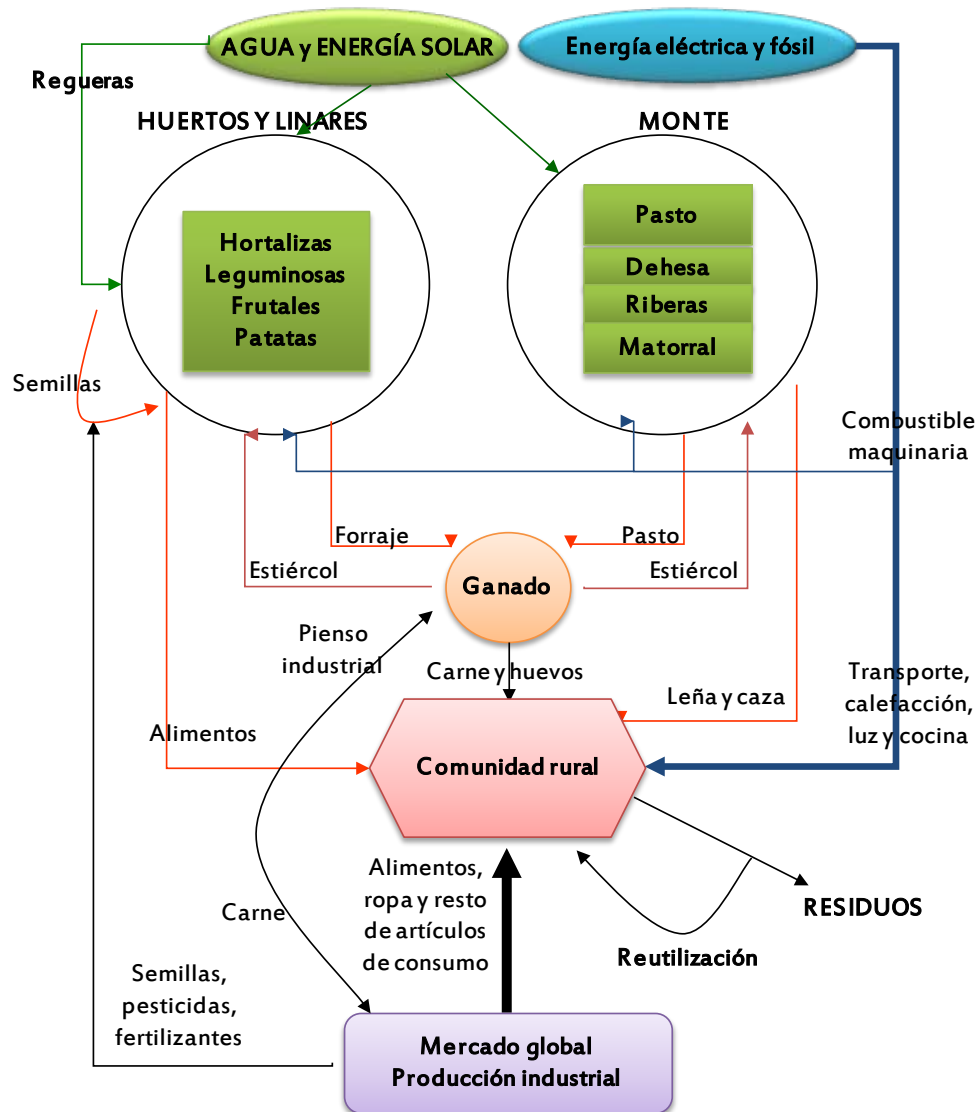 AGUA y ENERGÍA SOLAR
Energía eléctrica y fósil
Regueras
HUERTOS Y LINARES
MONTE
Hortalizas
Leguminosas
Frutales
Patatas
Pasto
Dehesa
Riberas
Matorral
Semillas
Combustible
maquinaria
Forraje
Pasto
Estiércol
Ganado
Estiércol
Pienso
industrial
Carne y huevos
Leña y caza
Transporte,
calefacción,
luz y cocina
Alimentos
Comunidad rural
Carne
Alimentos,
ropa y resto
de artículos
de consumo
RESIDUOS
Reutilización
Semillas,
pesticidas,
fertilizantes
Mercado global
Producción industrial